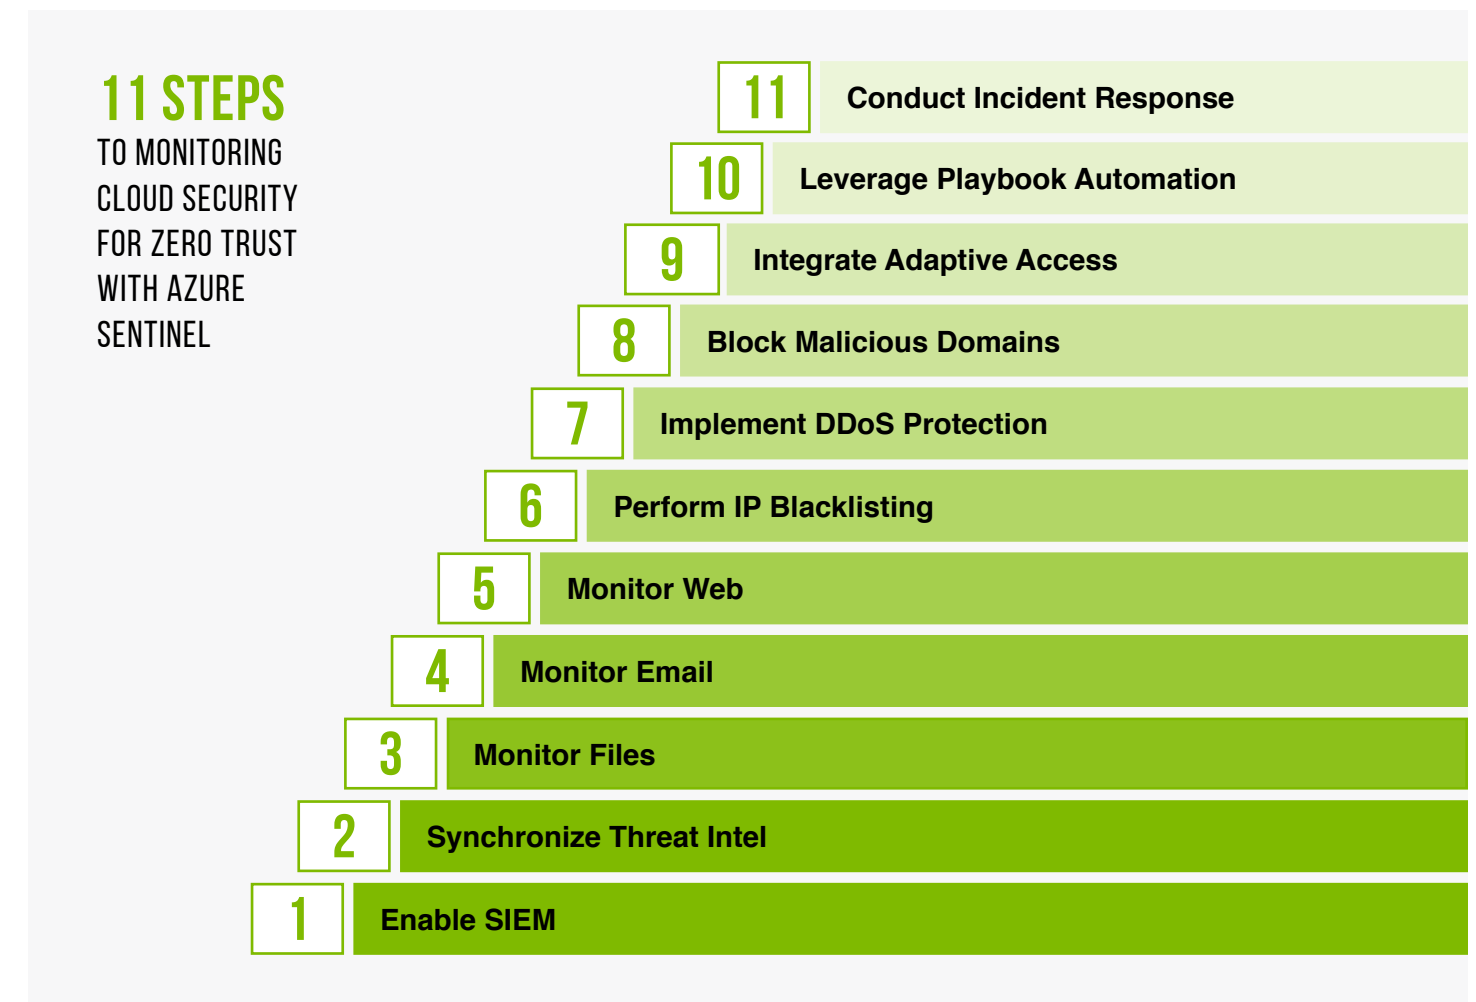 11 STEPS
TO MONITORING
CLOUD SECURITY
FOR ZERO TRUST
WITH AZURE
SENTINEL
11 Conduct Incident Response
10 Leverage Playbook Automation
9 Integrate Adaptive Access
8 Block Malicious Domains
7 Implement DDoS Protection
6 Perform IP Blacklisting
5 Monitor Web
4 Monitor Email
3 Monitor Files
2 Synchronize Threat Intel
1 Enable SIEM